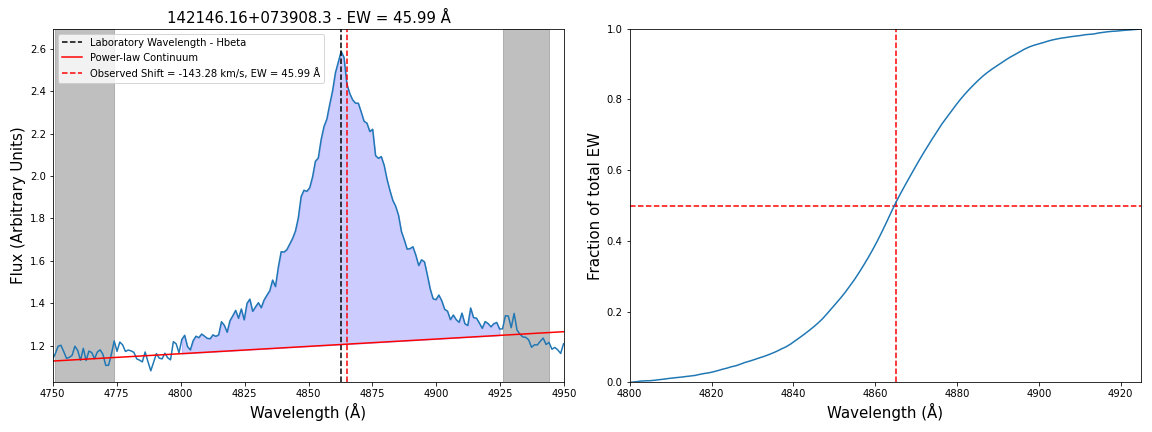 142146.16+073908.3 - EW = 45.99 Å
Laboratory Wavelength - Hbeta
Power-law Continuum
Observed Shift = -143.28 km/s, EW = 45.99 Å
Flux (Arbitrary Units)
2.6
2.4
2.2
2.0
1.8
1.6
1.4
1.2
4750 4775 4800 4825 4850 4875 4900 4925 4950
Wavelength (Å)
Fraction of total EW
1.0
0.8
0.6
0.4
0.2
0.0
4800 4820 4840 4860 4880 4900 4920
Wavelength (Å)